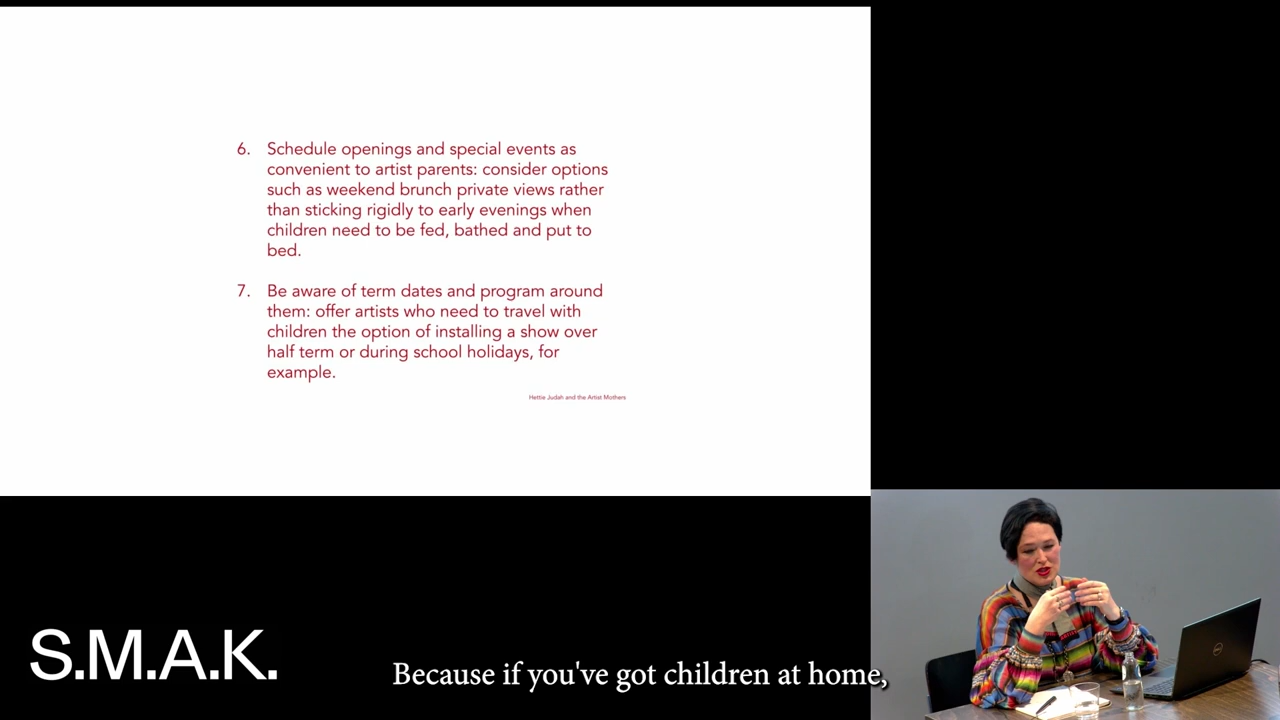 6. Schedule openings and special events as
convenient to artist parents: consider options
such as weekend brunch private views rather
than sticking rigidly to early evenings when
children need to be fed, bathed and put to
bed.
7. Be aware of term dates and program around
them: offer artists who need to travel with
children the option of installing a show over
half term or during school holidays, for
example.
Hettie Judah and the Artist Mothers
S.M.A.K.
Because if you've got children at home,